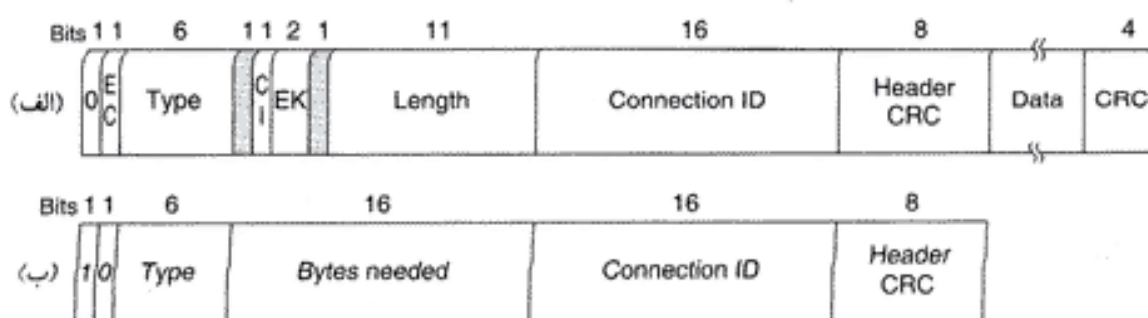 Bits 1 1 6 1 1 2 1 11 16 8 4
(الف) 0 EC Type CI EK Length Connection ID Header CRC Data CRC
Bits 1 1 6 16 16 8
(ب) 1 0 Type Bytes needed Connection ID Header CRC